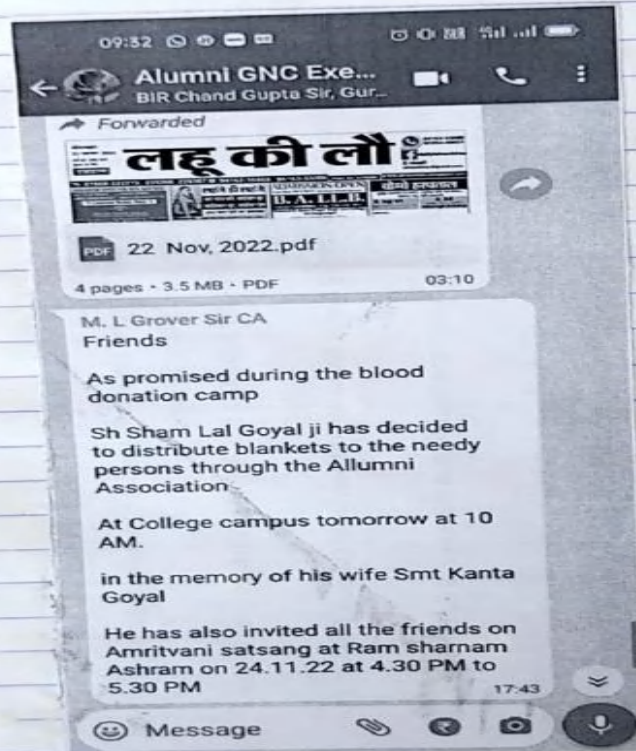 09:32
Alumni GNC Exe...
BIR Chand Gupta Sir, Gur...
Forwarded
लहू की लौ
ADMISSION OPEN
B.A. LL.B.
PDF 22 Nov, 2022.pdf
4 pages • 3.5 MB • PDF 03:10
M. L Grover Sir CA
Friends
As promised during the blood
donation camp
Sh Sham Lal Goyal ji has decided
to distribute blankets to the needy
persons through the Allumni
Association
At College campus tomorrow at 10
AM.
in the memory of his wife Smt Kanta
Goyal
He has also invited all the friends on
Amritvani satsang at Ram sharnam
Ashram on 24.11.22 at 4.30 PM to
5.30 PM 17:43
Message